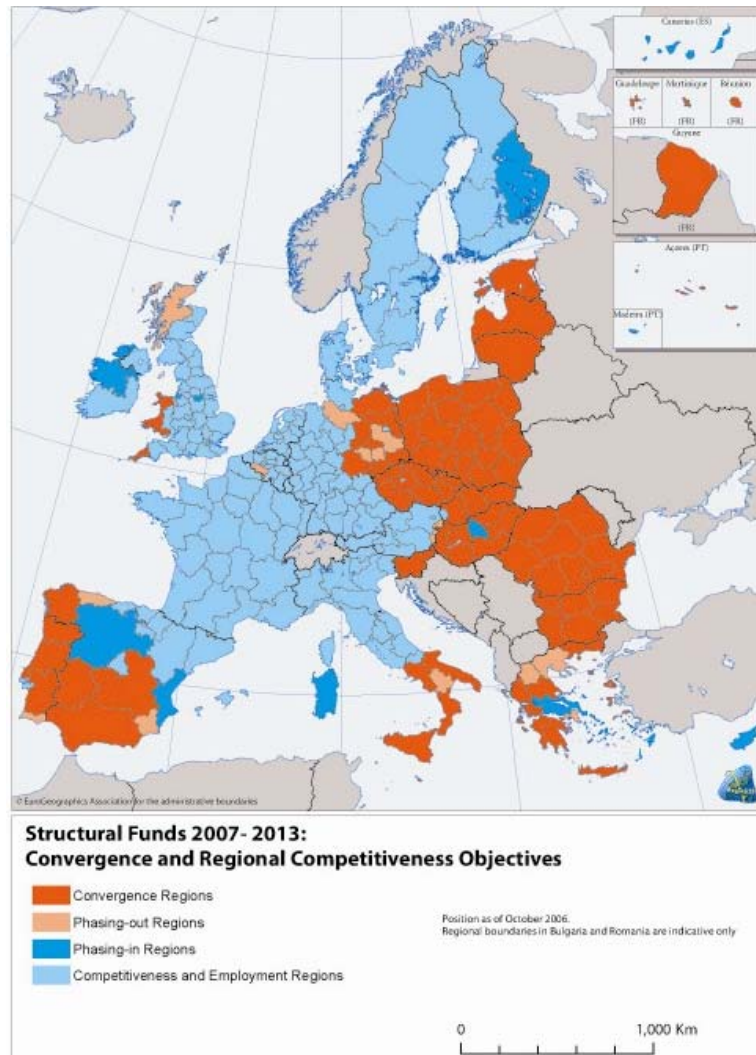 Canarias (ES)
Guadeloupe
Martinique
Réunion
(FR)
(FR)
(FR)
Guyane
(FR)
Açores (PT)
Madeira (PT)
© EuroGeographics Association for the administrative boundaries
Structural Funds 2007- 2013:
Convergence and Regional Competitiveness Objectives
Convergence Regions
Phasing-out Regions
Phasing-in Regions
Competitiveness and Employment Regions
Position as of October 2006.
Regional boundaries in Bulgaria and Romania are indicative only
0
1,000 Km